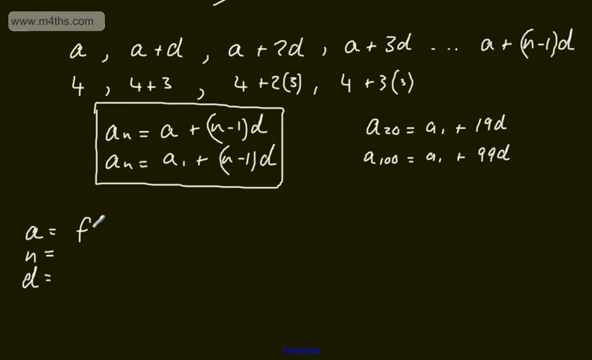 www.m4ths.com
a , a+d , a+2d , a+3d ... a+(n-1)d
4 , 4+3 , 4+2(3) , 4+3(3)
an = a + (n-1)d
an = a1 + (n-1)d
a20 = a1 + 19d
a100 = a1 + 99d
a = f
n =
d =